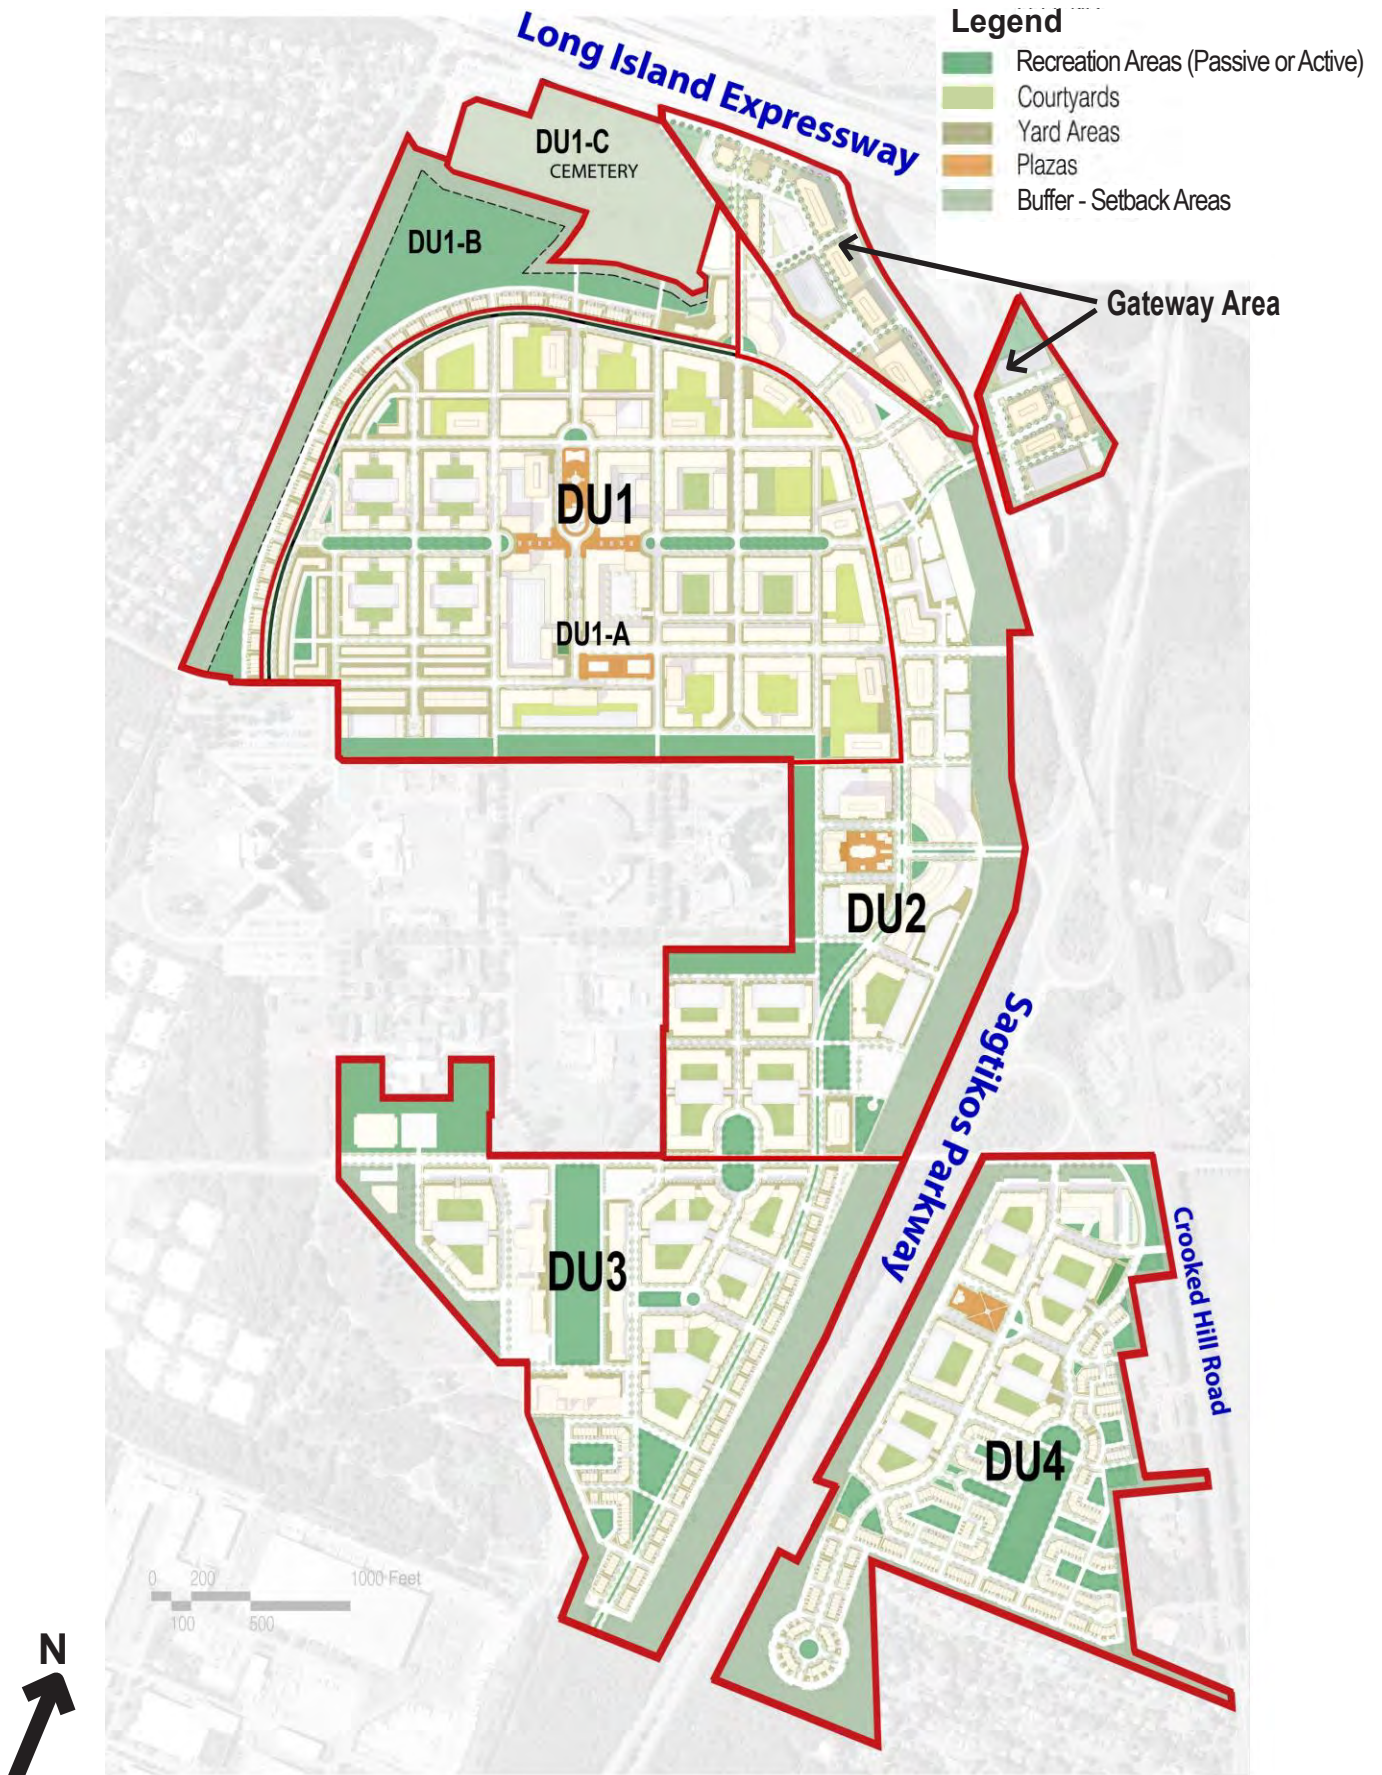 Legend
Recreation Areas (Passive or Active)
Courtyards
Yard Areas
Plazas
Buffer - Setback Areas
Long Island Expressway
DU1-C
CEMETERY
DU1-B
Gateway Area
DU1
DU1-A
DU2
Sagtikos Parkway
Crooked Hill Road
DU3
DU4
0 200 1000 Feet
100 500
N